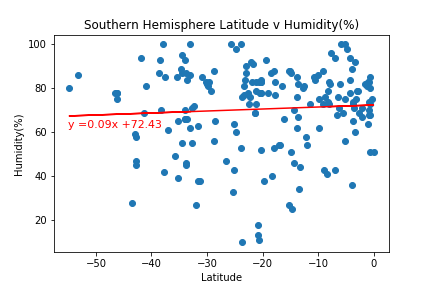 Southern Hemisphere Latitude v Humidity(%)
100
80
60
40
20
Humidity(%)
y =0.09x +72.43
−50
−40
−30
−20
−10
0
Latitude